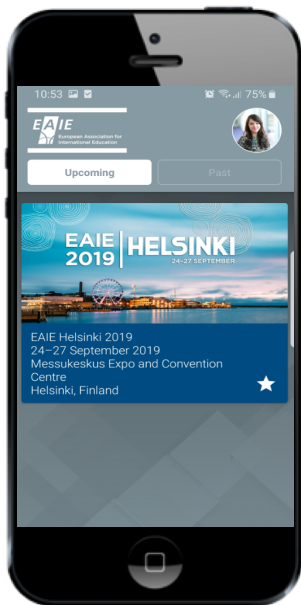 10:53
75%
EAIE
European Association for
International Education
Upcoming
Past
EAIE
2019
HELSINKI
24–27 SEPTEMBER
EAIE Helsinki 2019
24–27 September 2019
Messukeskus Expo and Convention
Centre
Helsinki, Finland